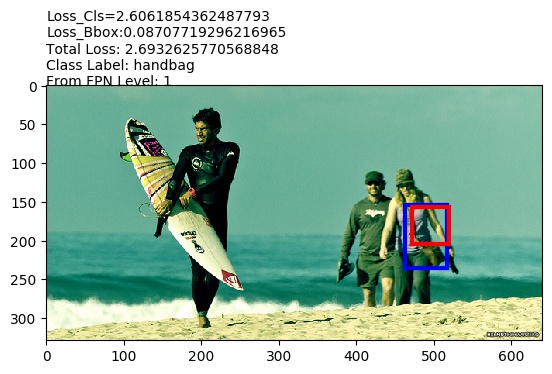 Loss_Cls=2.6061854362487793
Loss_Bbox:0.08707719296216965
Total Loss: 2.6932625770568848
Class Label: handbag
From FPN Level: 1
0
50
100
150
200
250
300
0 100 200 300 400 500 600